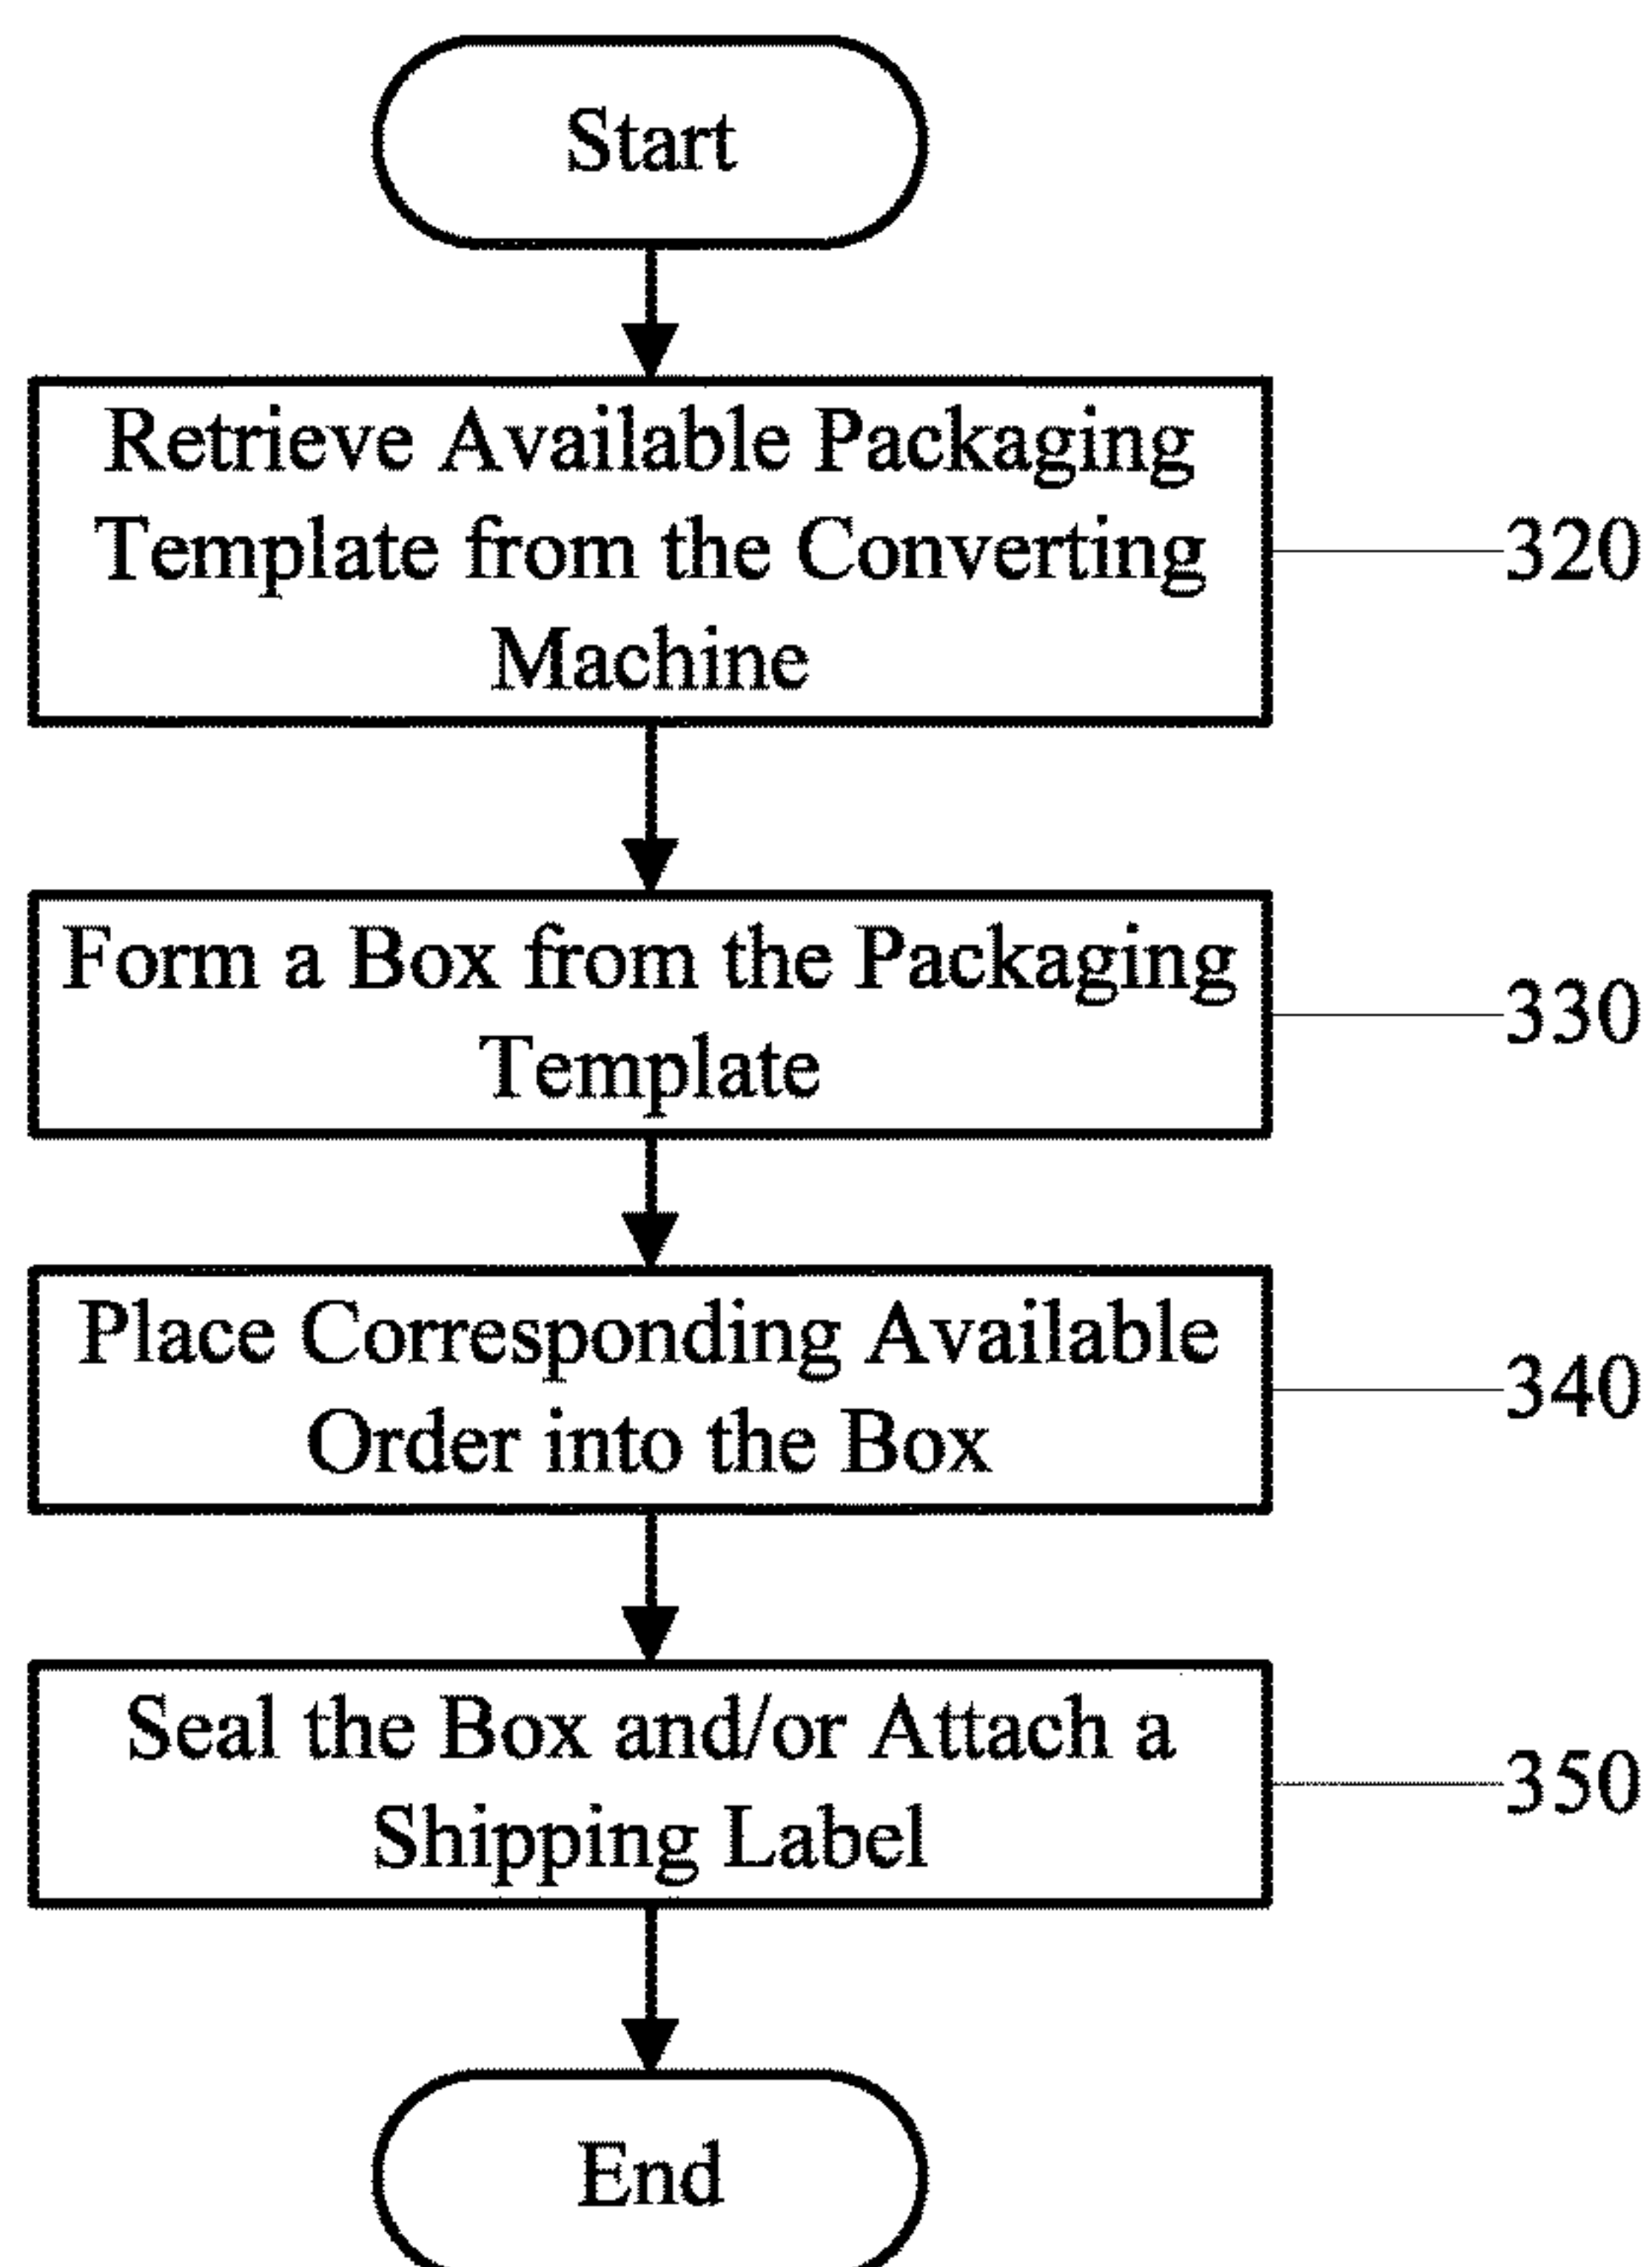 Start
Retrieve Available Packaging
Template from the Converting
Machine
320
Form a Box from the Packaging
Template
330
Place Corresponding Available
Order into the Box
340
Seal the Box and/or Attach a
Shipping Label
350
End